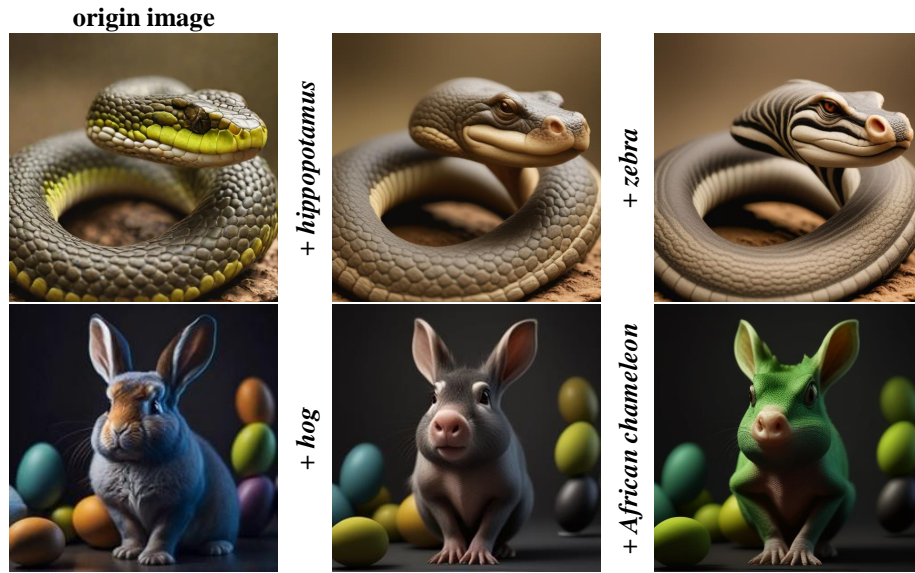 origin image
+ hippopotamus
+ zebra
+ hog
+ African chameleon